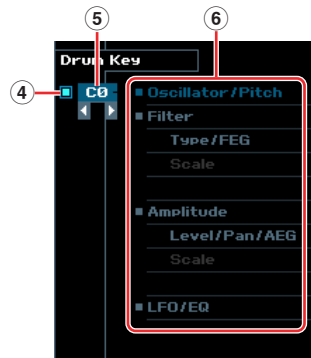 ⑤ ⑥
Drum Key
④ C0 Oscillator/Pitch
Filter
Type/FEG
Scale
Amplitude
Level/Pan/AEG
Scale
LFO/EQ